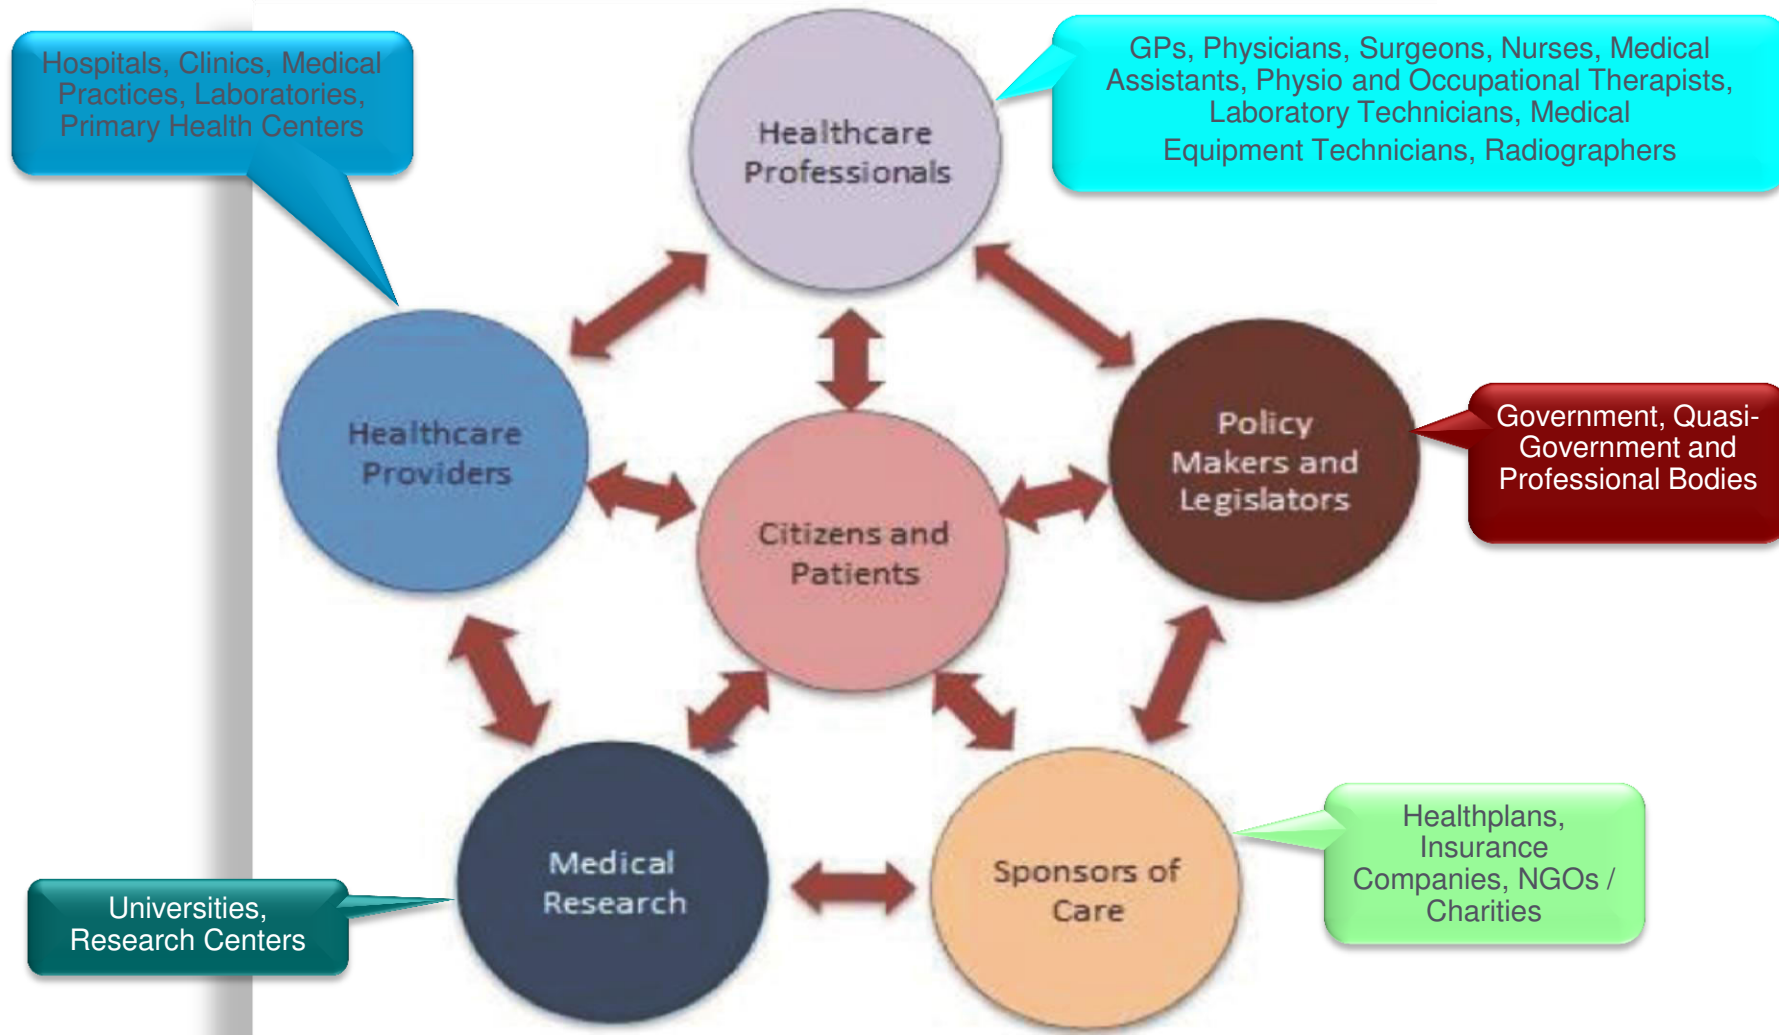 Hospitals, Clinics, Medical
Practices, Laboratories,
Primary Health Centers
GPs, Physicians, Surgeons, Nurses, Medical
Assistants, Physio and Occupational Therapists,
Laboratory Technicians, Medical
Equipment Technicians, Radiographers
Healthcare
Professionals
Healthcare
Providers
Policy
Makers and
Legislators
Government, Quasi-
Government and
Professional Bodies
Citizens and
Patients
Medical
Research
Sponsors of
Care
Healthplans,
Insurance
Companies, NGOs /
Charities
Universities,
Research Centers